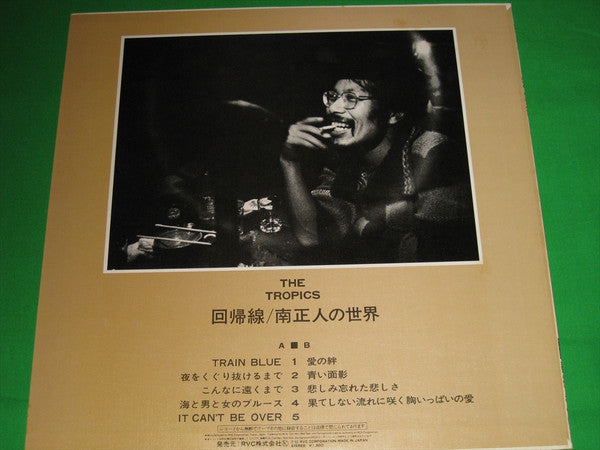 THE
TROPICS
回帰線/南正人の世界
A ■ B
TRAIN BLUE 1 愛の絆
夜をくぐり抜けるまで 2 青い面影
こんなに遠くまで 3 悲しみ忘れた悲しさ
海と男と女のブルース 4 果てしない流れに咲く胸いっぱいの愛
IT CAN'T BE OVER 5
発売元 RVC株式会社
STEREO